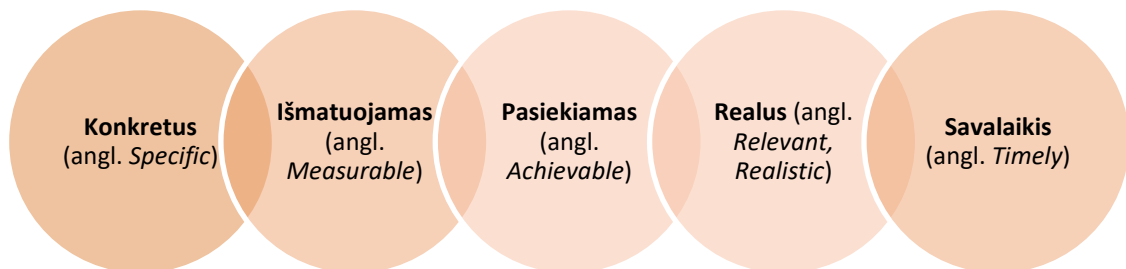 Konkretus
(angl. Specific)
Išmatuojamas
(angl.
Measurable)
Pasiekiamas
(angl.
Achievable)
Realus (angl.
Relevant,
Realistic)
Savalaikis
(angl. Timely)